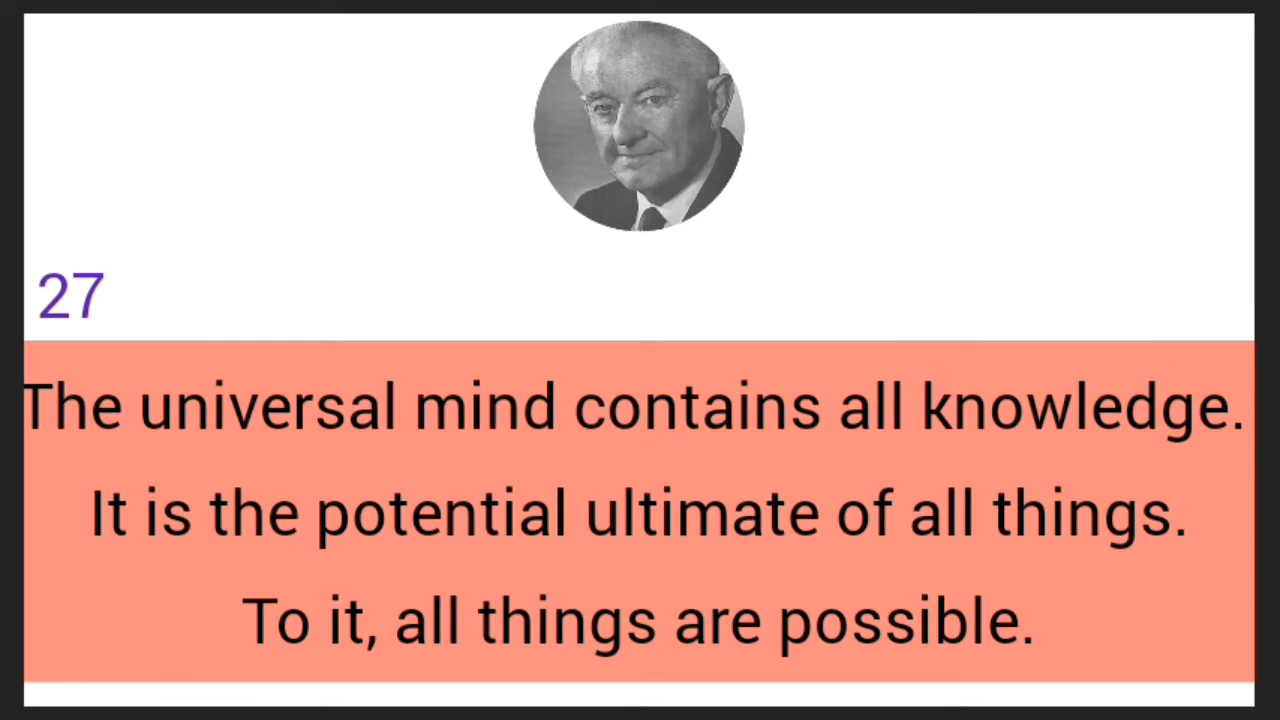 27
The universal mind contains all knowledge.
It is the potential ultimate of all things.
To it, all things are possible.